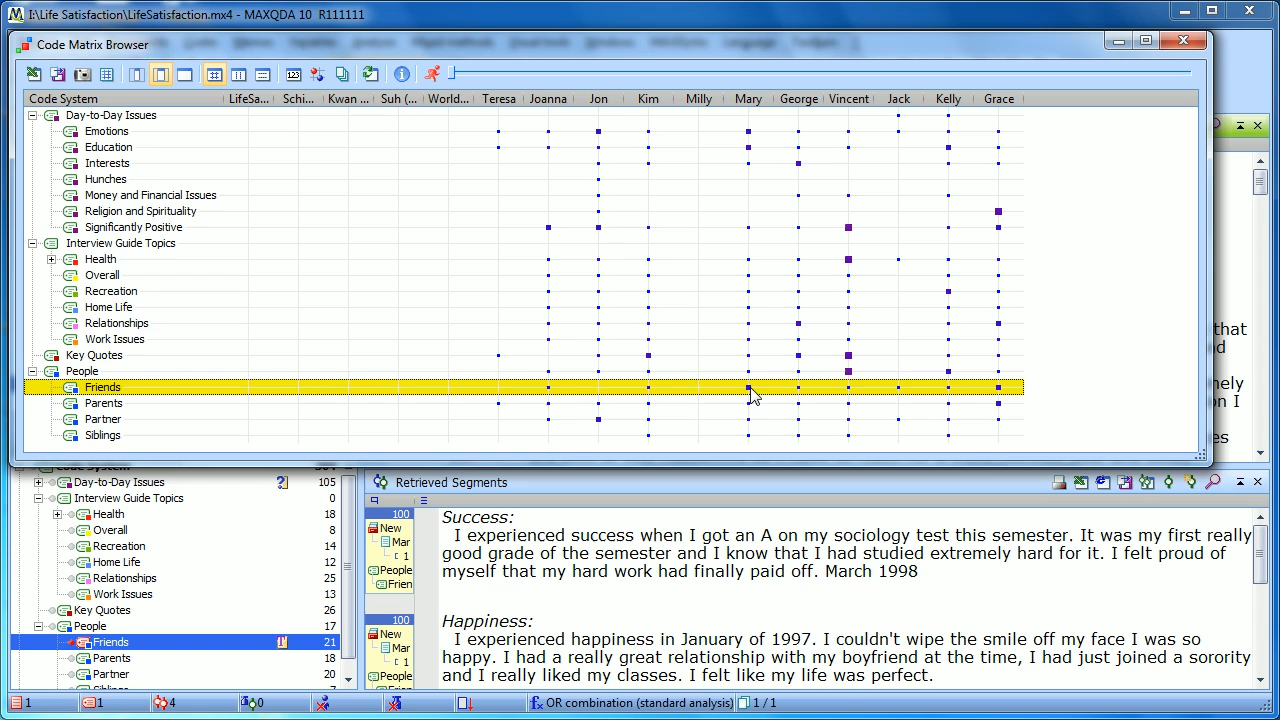 I:\Life Satisfaction\LifeSatisfaction.mx4 - MAXQDA 10 R111111
Code Matrix Browser
Code System LifeSa... Schi... Kwan ... Suh (... World... Teresa Joanna Jon Kim Milly Mary George Vincent Jack Kelly Grace
Day-to-Day Issues
Emotions
Education
Interests
Hunches
Money and Financial Issues
Religion and Spirituality
Significantly Positive
Interview Guide Topics
Health
Overall
Recreation
Home Life
Relationships
Work Issues
Key Quotes
People
Friends
Parents
Partner
Siblings
that
nely
on I
es
Day-to-Day Issues 105
Interview Guide Topics 0
Health 18
Overall 8
Recreation 14
Home Life 12
Relationships 25
Work Issues 13
Key Quotes 26
People 17
Friends 21
Parents 18
Partner 20
Retrieved Segments
100
New
Mar
1
People
Frien
Success:
I experienced success when I got an A on my sociology test this semester. It was my first really
good grade of the semester and I know that I had studied extremely hard for it. I felt proud of
myself that my hard work had finally paid off. March 1998
100
New
Mar
1
People
Happiness:
I experienced happiness in January of 1997. I couldn't wipe the smile off my face I was so
happy. I had a really great relationship with my boyfriend at the time, I had just joined a sorority
and I really liked my classes. I felt like my life was perfect.
1 1 4 0 OR combination (standard analysis) 1 / 1